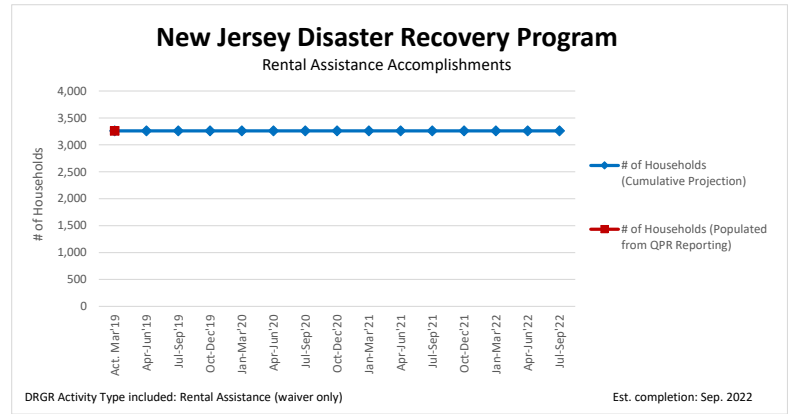 New Jersey Disaster Recovery Program
Rental Assistance Accomplishments
# of Households
4,000
3,500
3,000
2,500
2,000
1,500
1,000
500
0
Act. Mar'19
Apr-Jun'19
Jul-Sep'19
Oct-Dec'19
Jan-Mar'20
Apr-Jun'20
Jul-Sep'20
Oct-Dec'20
Jan-Mar'21
Apr-Jun'21
Jul-Sep'21
Oct-Dec'21
Jan-Mar'22
Apr-Jun'22
Jul-Sep'22
# of Households
(Cumulative Projection)
# of Households (Populated
from QPR Reporting)
DRGR Activity Type included: Rental Assistance (waiver only)
Est. completion: Sep. 2022